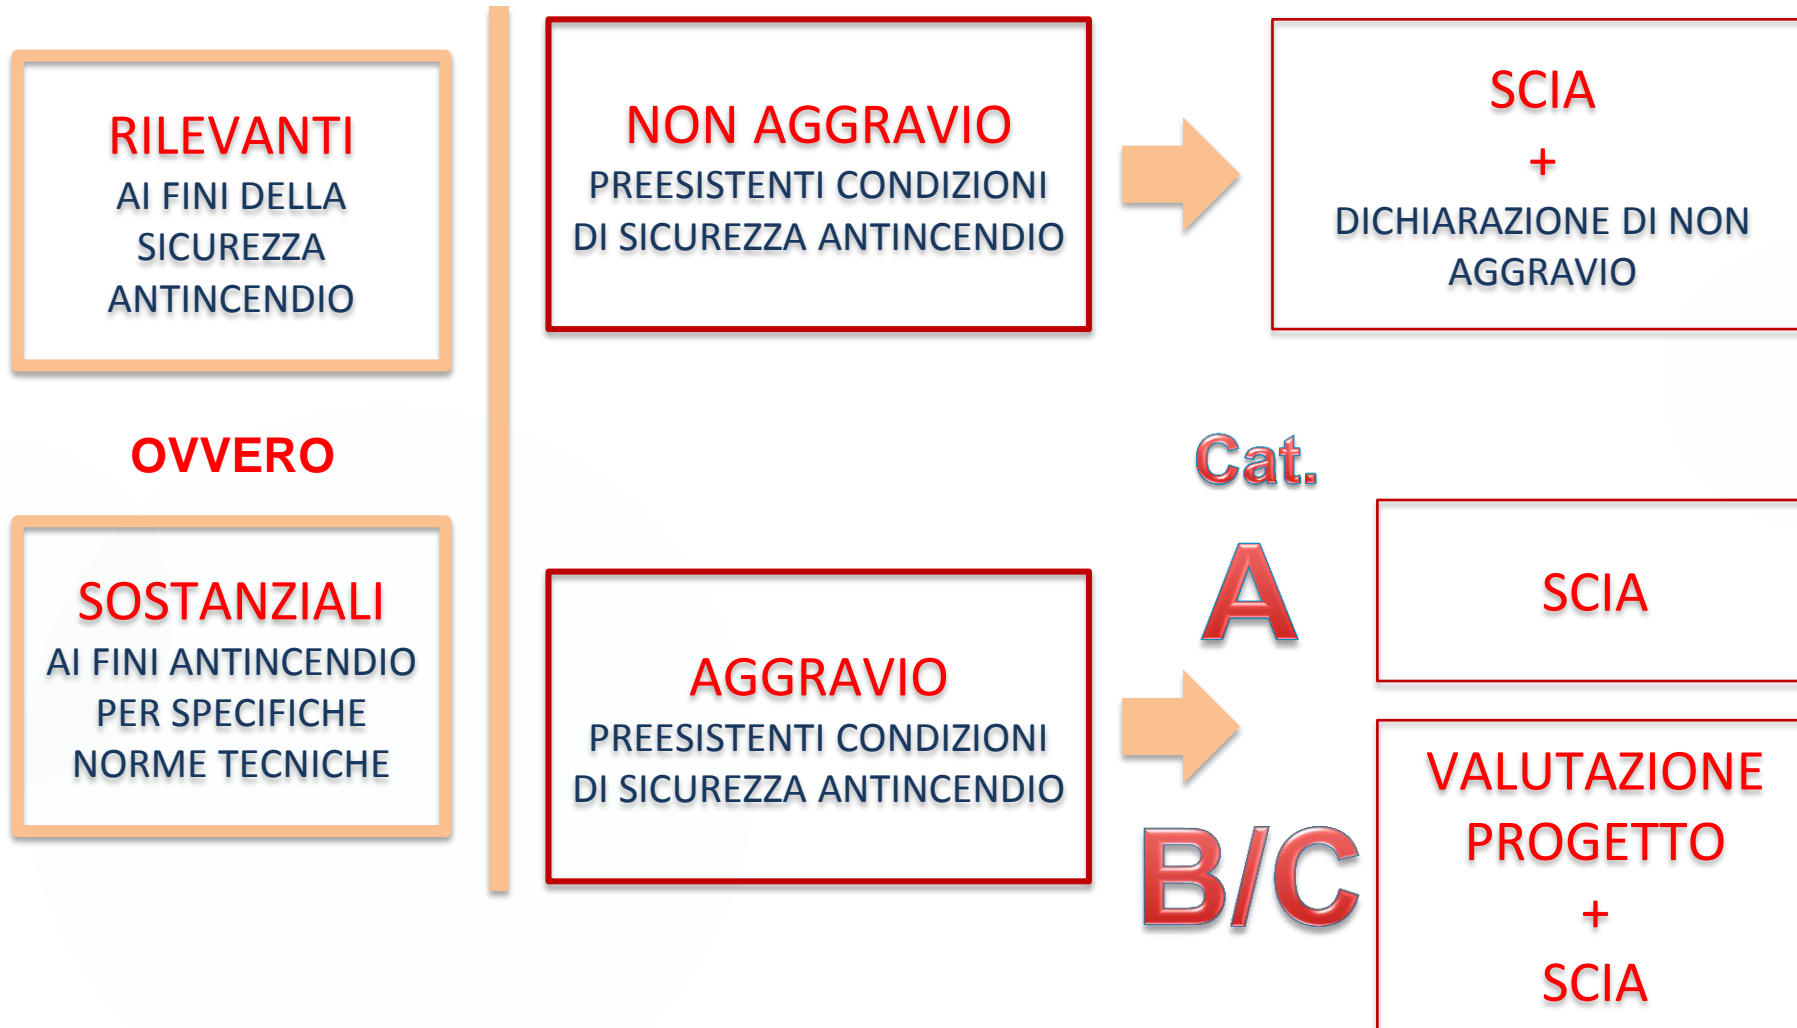 RILEVANTI
AI FINI DELLA
SICUREZZA
ANTINCENDIO
OVVERO
SOSTANZIALI
AI FINI ANTINCENDIO
PER SPECIFICHE
NORME TECNICHE
NON AGGRAVIO
PREESISTENTI CONDIZIONI
DI SICUREZZA ANTINCENDIO
SCIA
+
DICHIARAZIONE DI NON
AGGRAVIO
AGGRAVIO
PREESISTENTI CONDIZIONI
DI SICUREZZA ANTINCENDIO
Cat.
A
SCIA
B/C
VALUTAZIONE
PROGETTO
+
SCIA